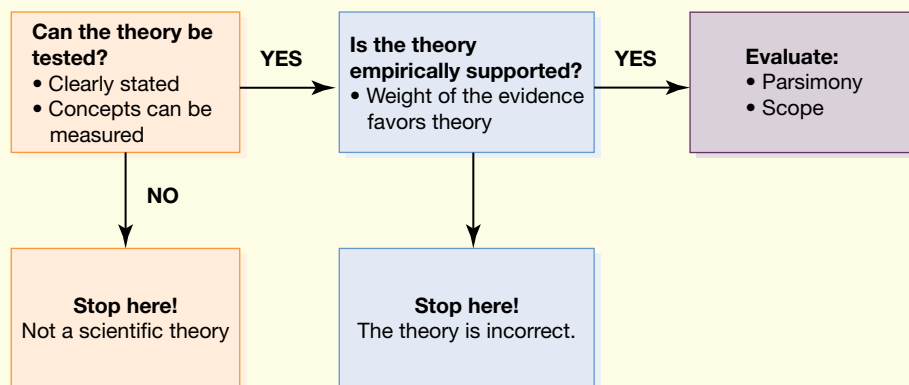 Can the theory be
tested?
• Clearly stated
• Concepts can be
measured
YES
Is the theory
empirically supported?
• Weight of the evidence
favors theory
YES
Evaluate:
• Parsimony
• Scope
NO
Stop here!
Not a scientific theory
Stop here!
The theory is incorrect.